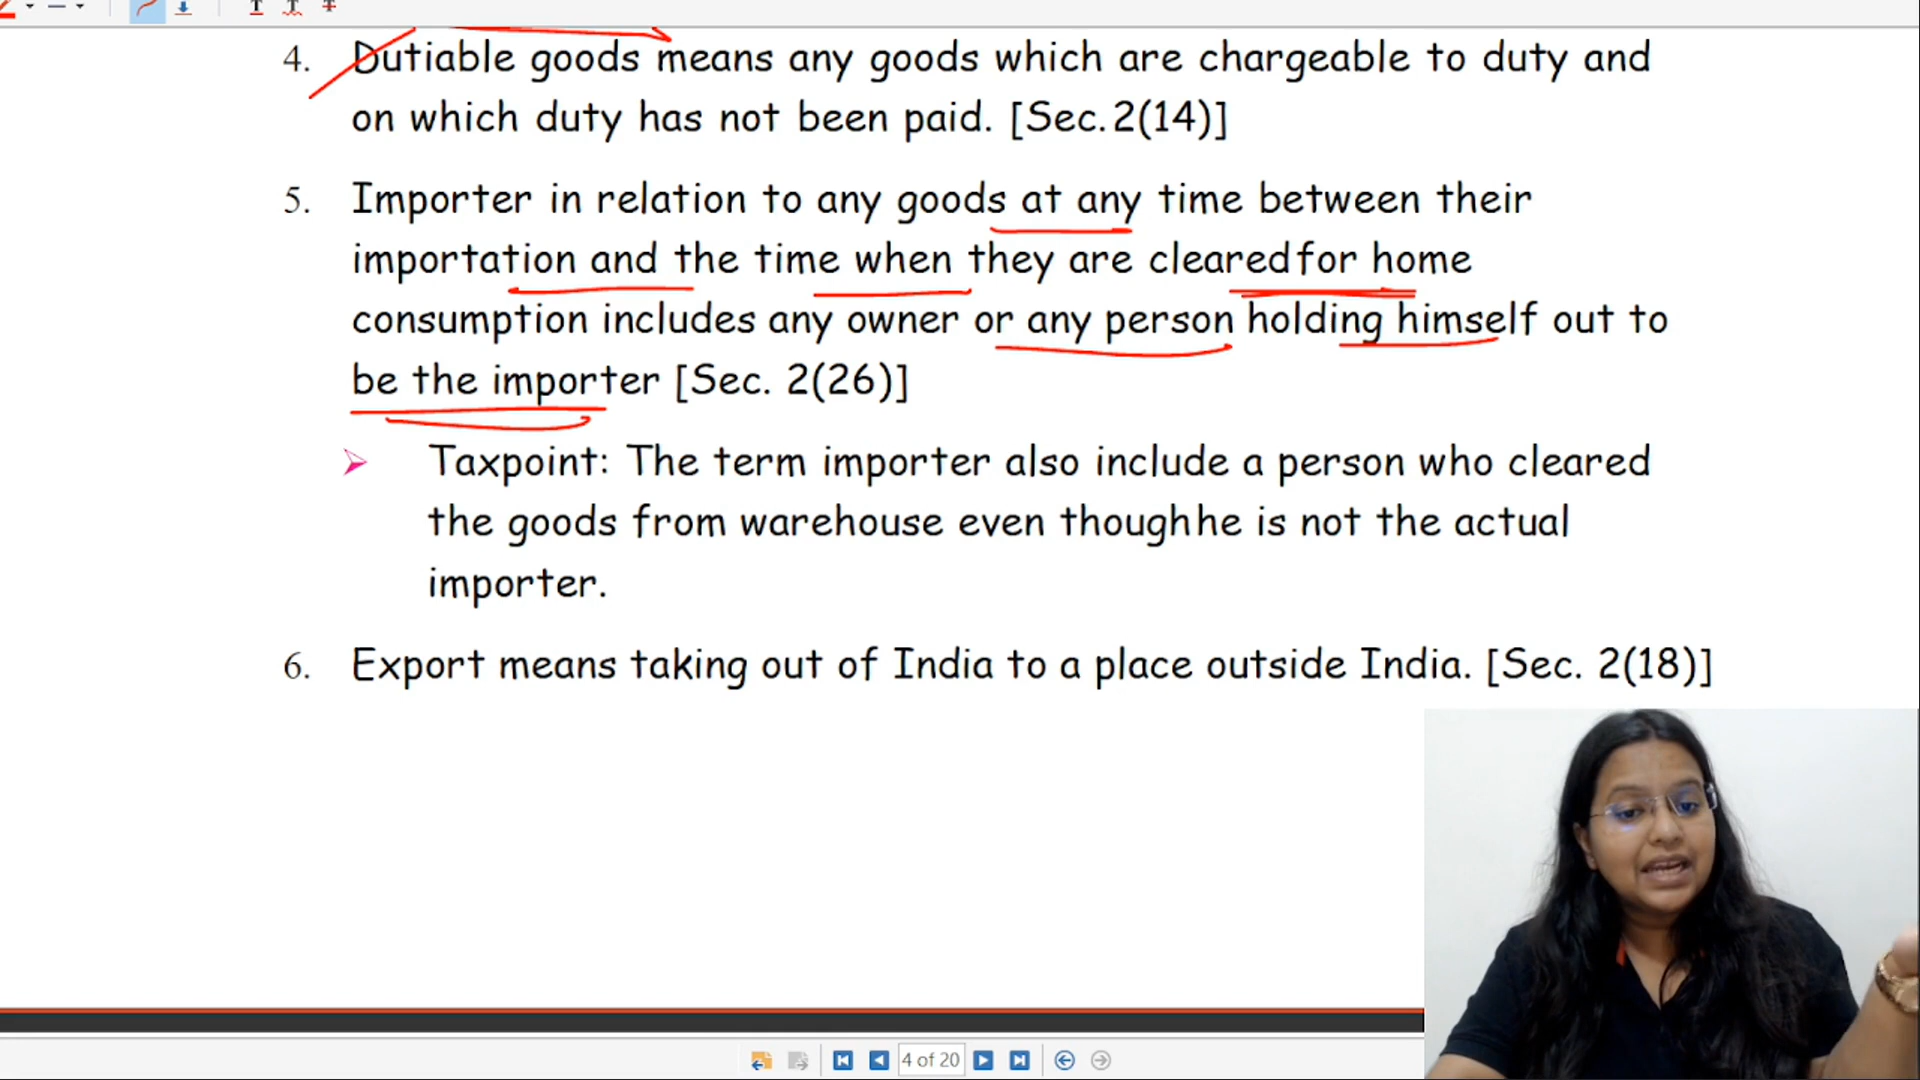 4. Dutiable goods means any goods which are chargeable to duty and
on which duty has not been paid. [Sec.2(14)]
5. Importer in relation to any goods at any time between their
importation and the time when they are clearedfor home
consumption includes any owner or any person holding himself out to
be the importer [Sec. 2(26)]
Taxpoint: The term importer also include a person who cleared
the goods from warehouse even thoughhe is not the actual
importer.
6. Export means taking out of India to a place outside India. [Sec. 2(18)]
4 of 20